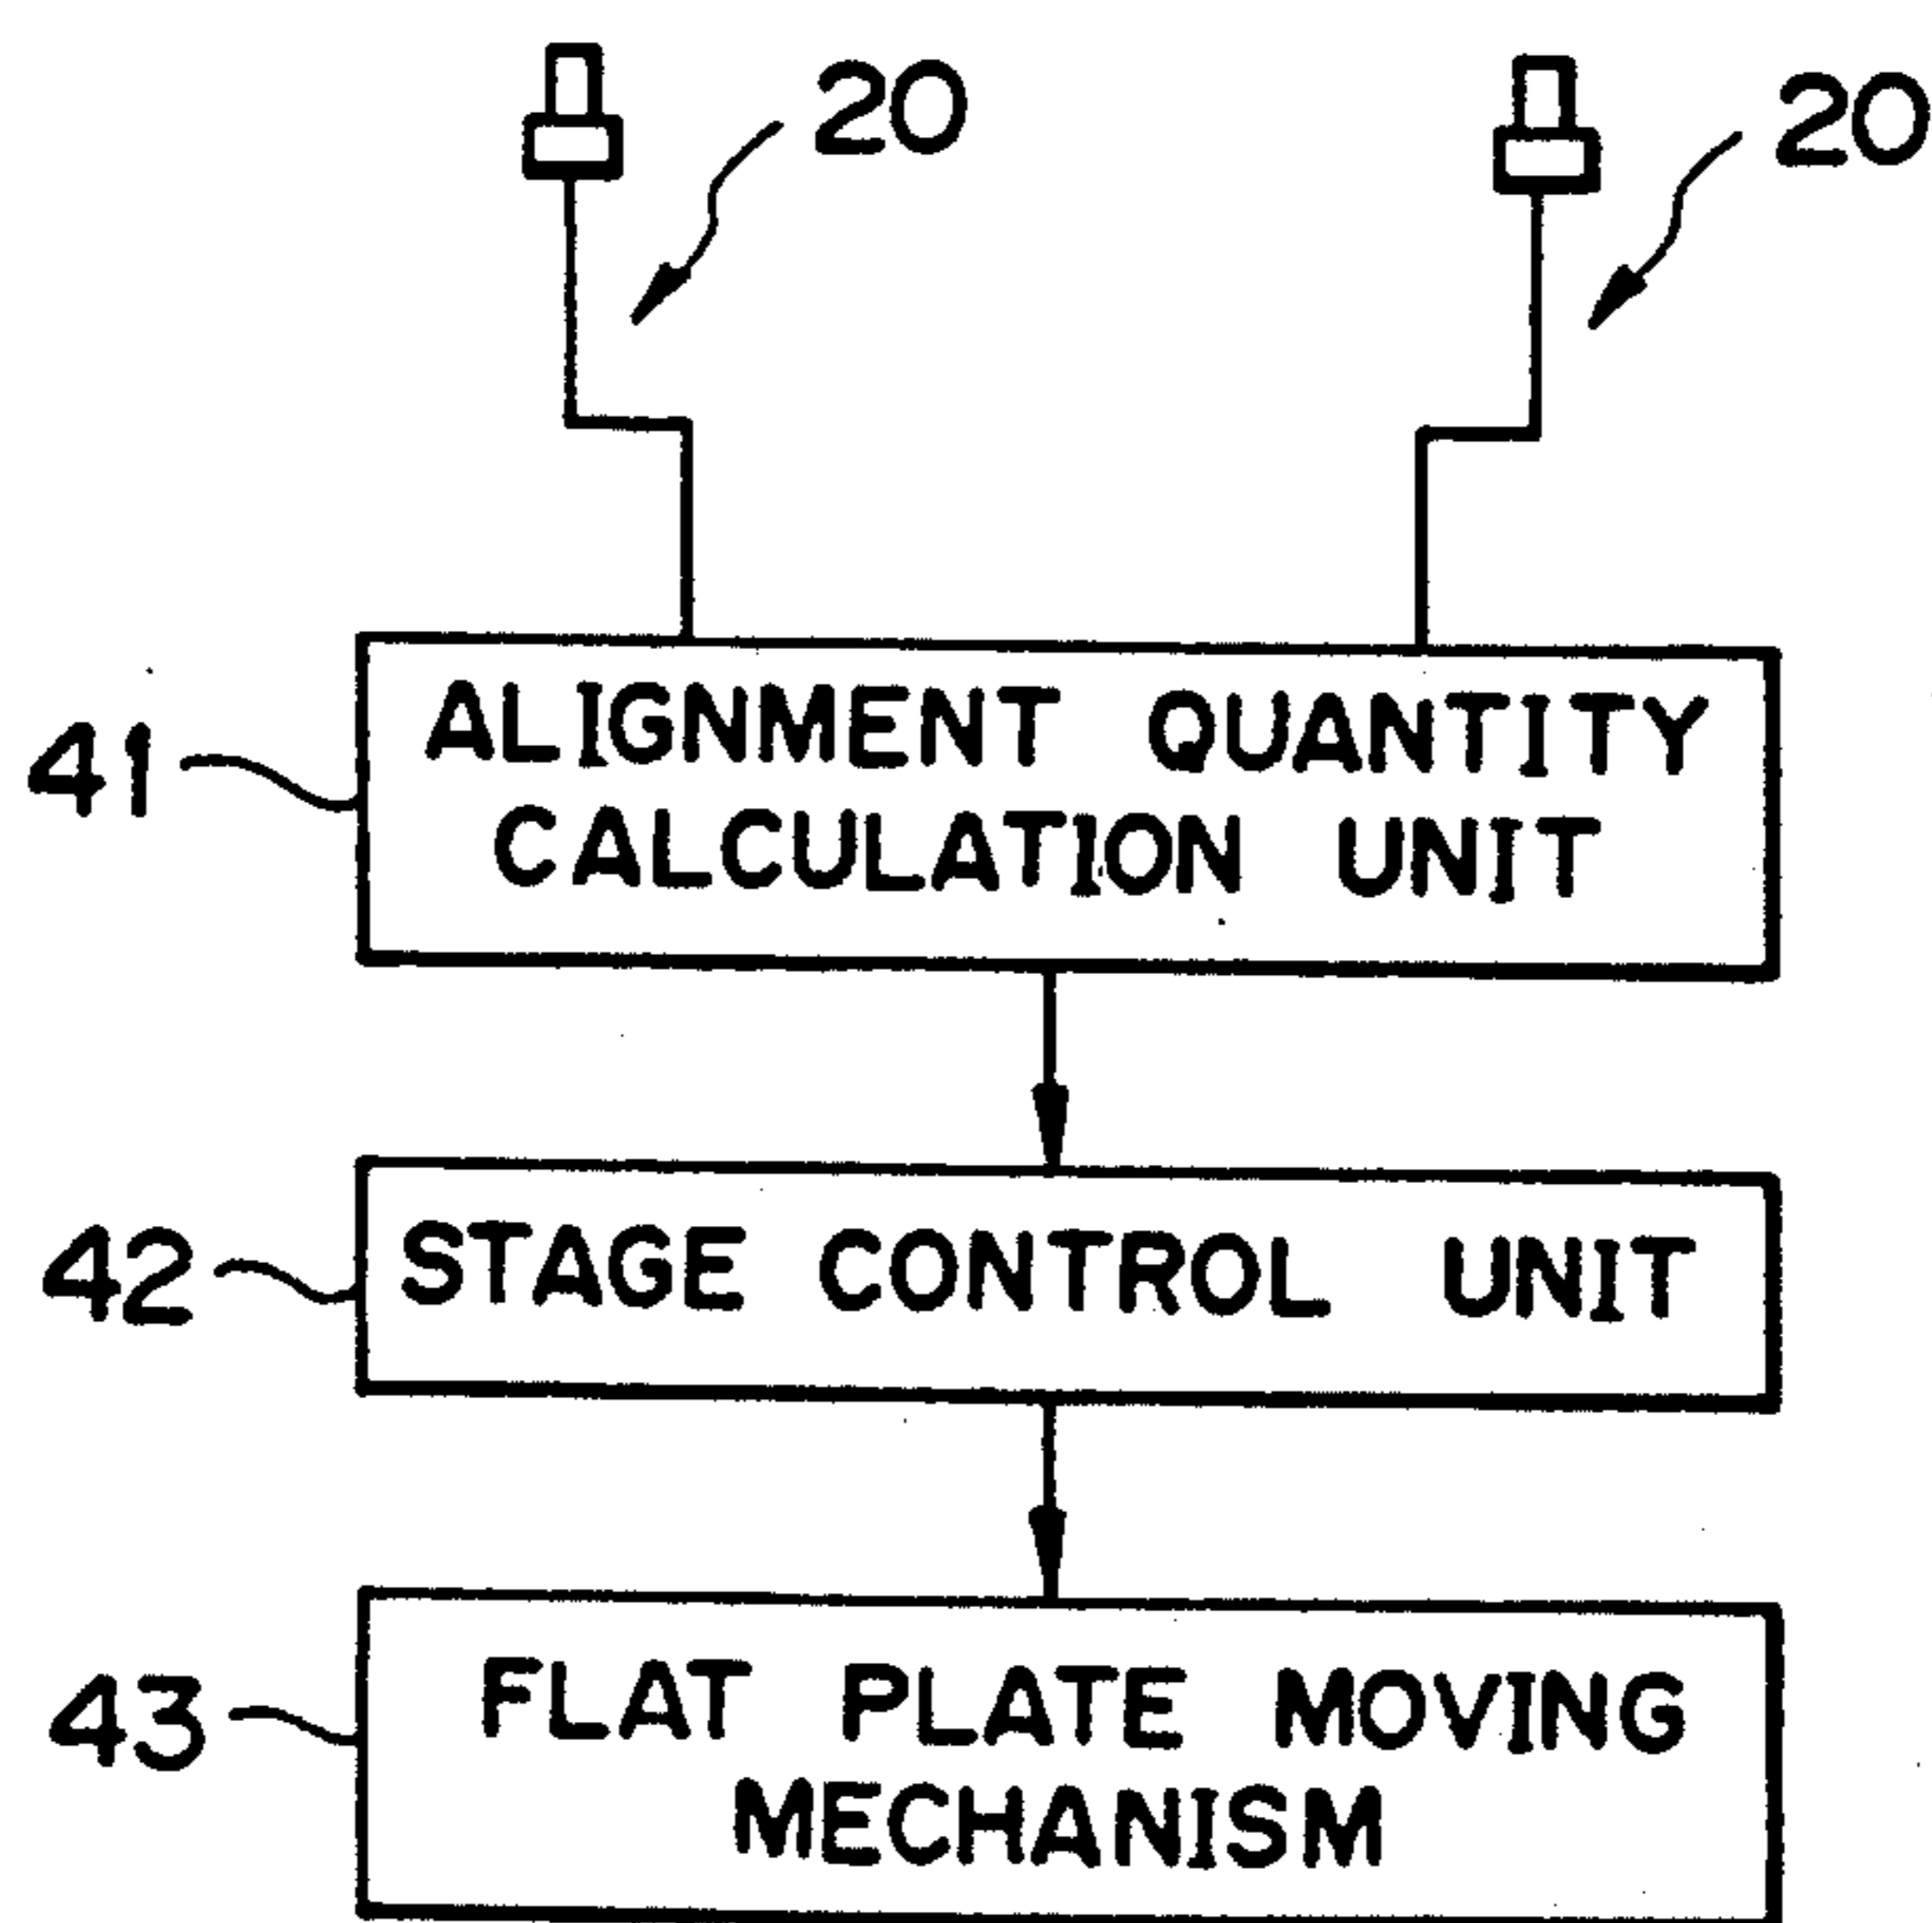 20
20
41
ALIGNMENT QUANTITY
CALCULATION UNIT
42
STAGE CONTROL UNIT
43
FLAT PLATE MOVING
MECHANISM